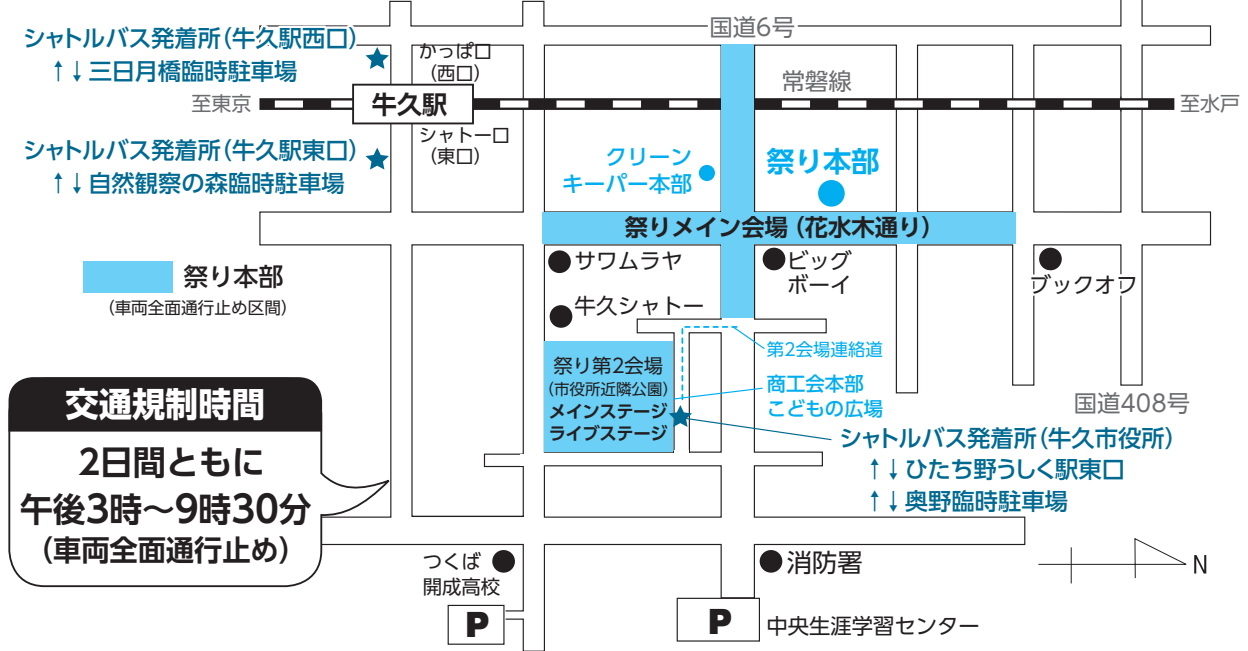 国道6号
シャトルバス発着所(牛久駅西口)
↑↓三日月橋臨時駐車場
かっぱ口
(西口)
常磐線
至東京
牛久駅
至水戸
シャトー口
(東口)
シャトルバス発着所(牛久駅東口)
↑↓自然観察の森臨時駐車場
クリーン
キーパー本部
祭り本部
祭りメイン会場(花水木通り)
サワムラヤ
ビッグ
ボーイ
ブックオフ
祭り本部
(車両全面通行止め区間)
牛久シャトー
第2会場連絡道
祭り第2会場
(市役所近隣公園)
メインステージ
ライブステージ
商工会本部
こどもの広場
国道408号
シャトルバス発着所(牛久市役所)
↑↓ひたち野うしく駅東口
↑↓奥野臨時駐車場
交通規制時間
2日間ともに
午後3時〜9時30分
(車両全面通行止め)
つくば
開成高校
消防署
N
P
P
中央生涯学習センター